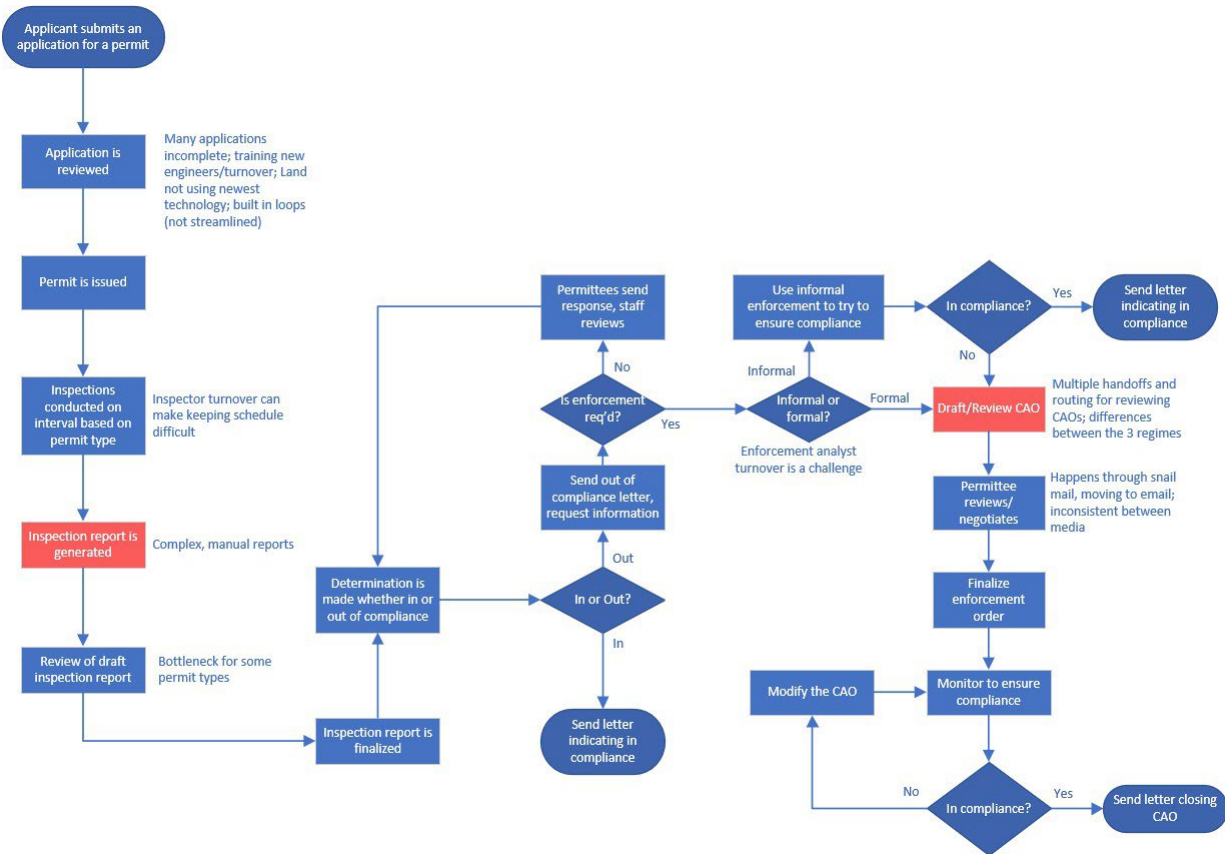 Applicant submits an
application for a permit
Application is
reviewed
Many applications
incomplete; training new
engineers/turnover; Land
not using newest
technology; built in loops
(not streamlined)
Permit is issued
Inspections
conducted on
interval based on
permit type
Inspector turnover can
make keeping schedule
difficult
Inspection report is
generated
Complex, manual reports
Review of draft
inspection report
Bottleneck for some
permit types
Inspection report is
finalized
Determination is
made whether in or
out of compliance
In or Out?
In
Send letter
indicating in
compliance
Out
Send out of
compliance letter,
request information
Is enforcement
req'd?
No
Permittees send
response, staff
reviews
Yes
Informal or
formal?
Enforcement analyst
turnover is a challenge
Informal
Use informal
enforcement to try to
ensure compliance
In compliance?
Yes
Send letter
indicating in
compliance
No
Formal
Draft/Review CAO
Multiple handoffs and
routing for reviewing
CAOs; differences
between the 3 regimes
Permittee
reviews/
negotiates
Happens through snail
mail, moving to email;
inconsistent between
media
Finalize
enforcement
order
Monitor to ensure
compliance
Modify the CAO
In compliance?
No
Yes
Send letter closing
CAO